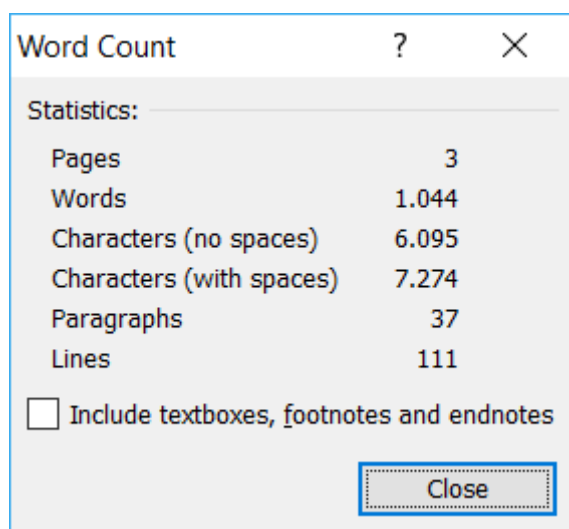 Word Count ?
Statistics:
Pages 3
Words 1.044
Characters (no spaces) 6.095
Characters (with spaces) 7.274
Paragraphs 37
Lines 111
Include textboxes, footnotes and endnotes
Close